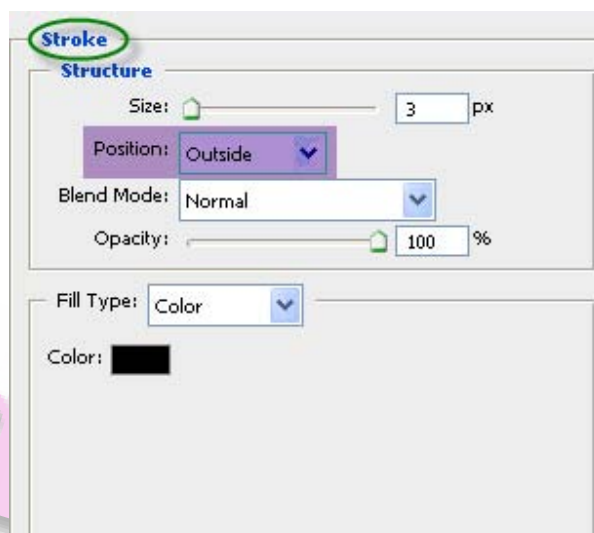 Stroke
Structure
Size: 3 px
Position: Outside
Blend Mode: Normal
Opacity: 100 %
Fill Type: Color
Color: